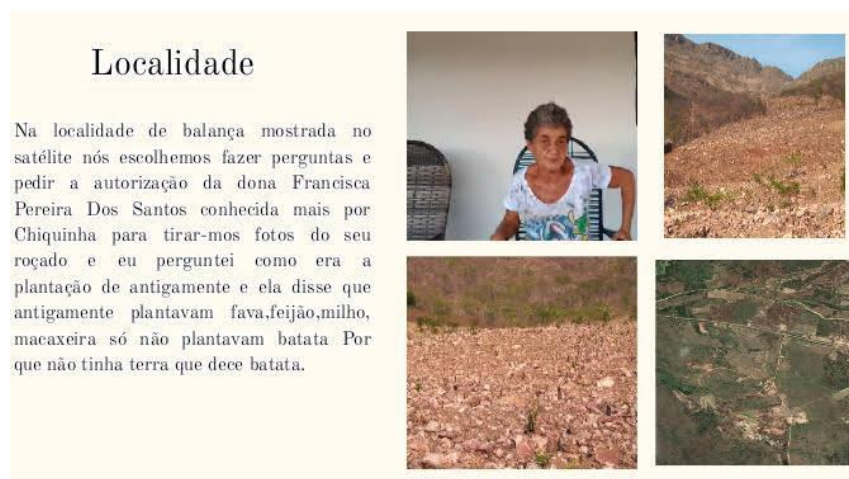 Localidade
Na localidade de balança mostrada no
satélite nós escolhemos fazer perguntas e
pedir a autorização da dona Francisca
Pereira Dos Santos conhecida mais por
Chiquinha para tirar-mos fotos do seu
roçado e eu perguntei como era a
plantação de antigamente e ela disse que
antigamente plantavam fava,feijão,milho,
macaxeira só não plantavam batata Por
que não tinha terra que dece batata.